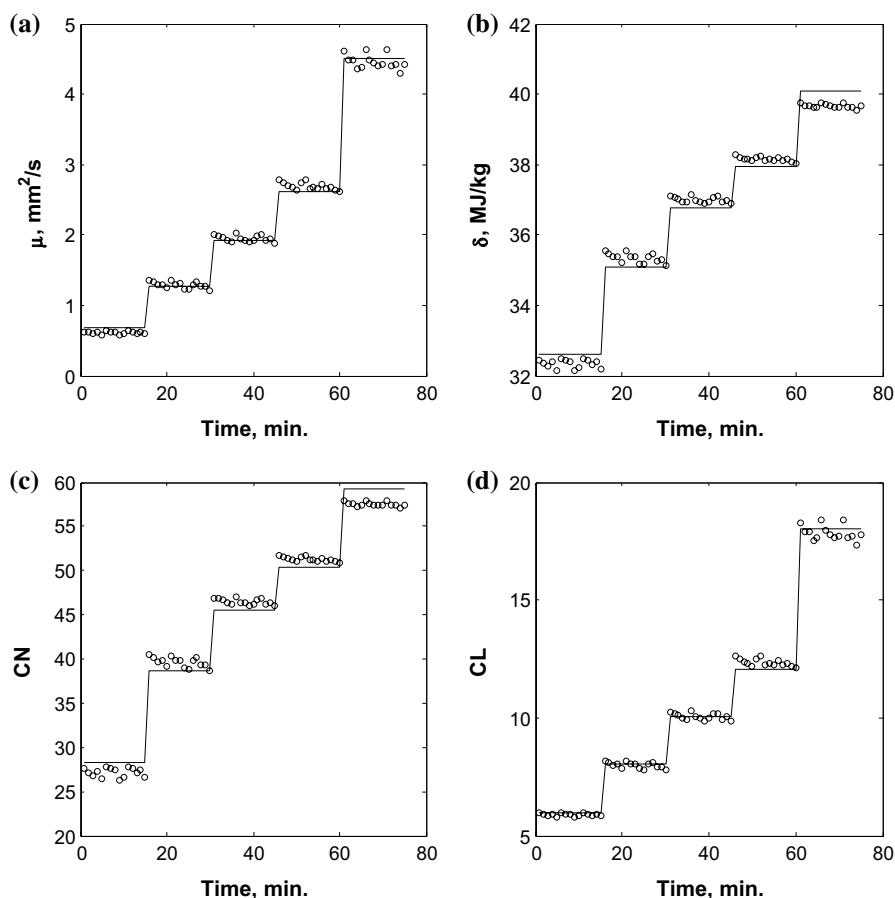 (a)
5
4
3
2
1
0
μ, mm²/s
0 20 40 60 80
Time, min.
(b)
42
40
38
36
34
32
δ, MJ/kg
0 20 40 60 80
Time, min.
(c)
60
55
50
45
40
35
30
25
20
CN
0 20 40 60 80
Time, min.
(d)
20
15
10
5
CL
0 20 40 60 80
Time, min.